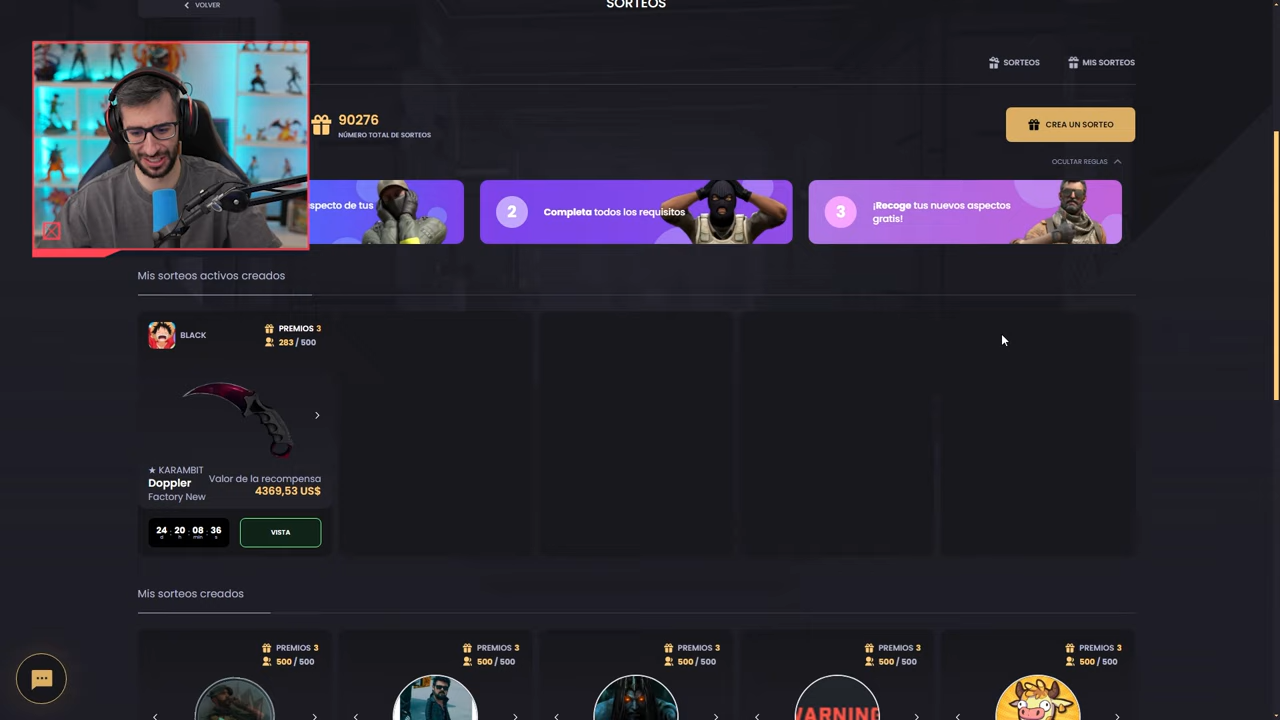 VOLVER
SORTEOS
SORTEOS
MIS SORTEOS
90276
NÚMERO TOTAL DE SORTEOS
CREA UN SORTEO
OCULTAR REGLAS
specto de tus
2
Completa todos los requisitos
3
¡Recoge tus nuevos aspectos
gratis!
Mis sorteos activos creados
BLACK
PREMIOS 3
283 / 500
★ KARAMBIT
Doppler
Factory New
Valor de la recompensa
4369,53 US$
24 : 20 : 08 : 36
d h min s
VISTA
Mis sorteos creados
PREMIOS 3
500 / 500
PREMIOS 3
500 / 500
PREMIOS 3
500 / 500
PREMIOS 3
500 / 500
PREMIOS 3
500 / 500
WARNING